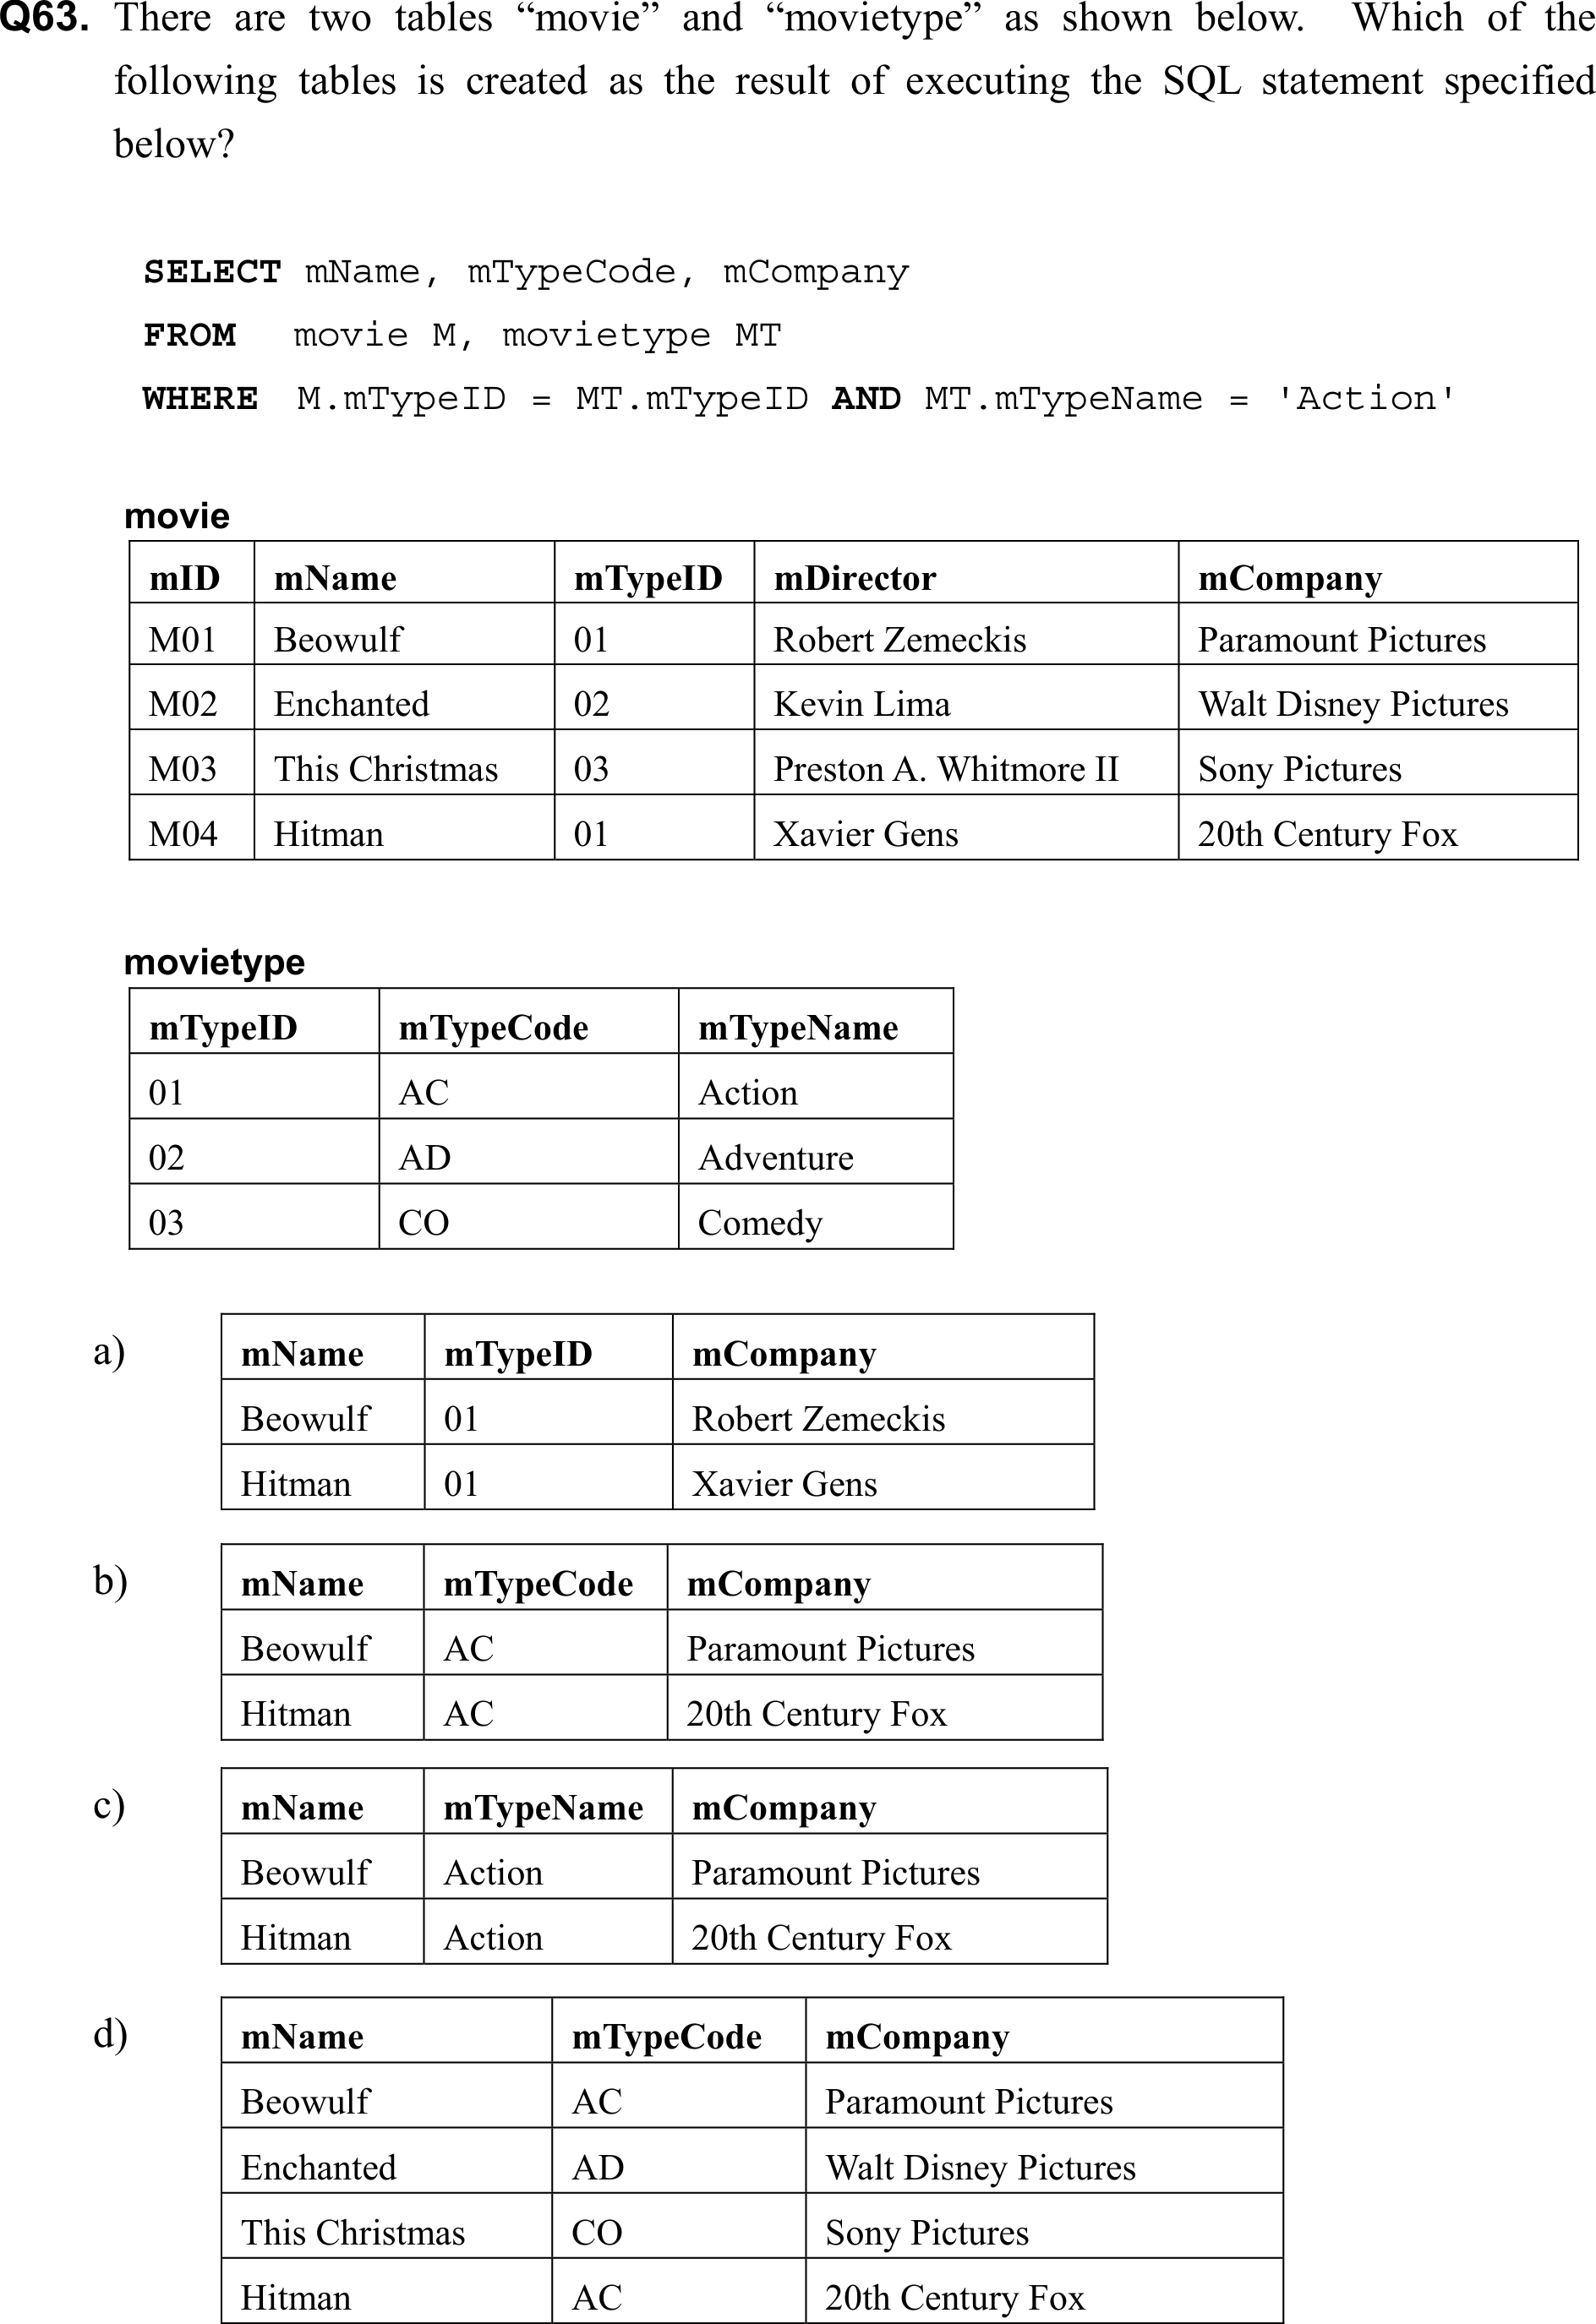 Q63. There are two tables “movie” and “movietype” as shown below. Which of the
following tables is created as the result of executing the SQL statement specified
below?
SELECT mName, mTypeCode, mCompany
FROM movie M, movietype MT
WHERE M.mTypeID = MT.mTypeID AND MT.mTypeName = 'Action'
movie
mID mName mTypeID mDirector mCompany
M01 Beowulf 01 Robert Zemeckis Paramount Pictures
M02 Enchanted 02 Kevin Lima Walt Disney Pictures
M03 This Christmas 03 Preston A. Whitmore II Sony Pictures
M04 Hitman 01 Xavier Gens 20th Century Fox
movietype
mTypeID mTypeCode mTypeName
01 AC Action
02 AD Adventure
03 CO Comedy
a) mName mTypeID mCompany
Beowulf 01 Robert Zemeckis
Hitman 01 Xavier Gens
b) mName mTypeCode mCompany
Beowulf AC Paramount Pictures
Hitman AC 20th Century Fox
c) mName mTypeName mCompany
Beowulf Action Paramount Pictures
Hitman Action 20th Century Fox
d) mName mTypeCode mCompany
Beowulf AC Paramount Pictures
Enchanted AD Walt Disney Pictures
This Christmas CO Sony Pictures
Hitman AC 20th Century Fox